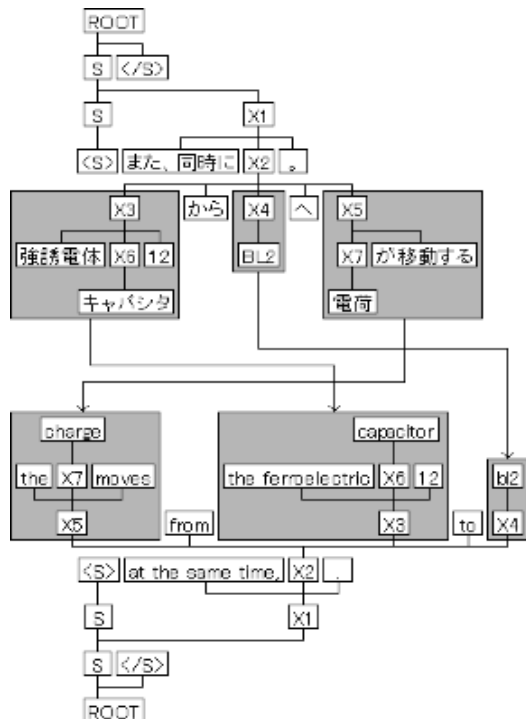 ROOT
S </S>
S X1
<S> また、同時に X2 。
X3 から X4 へ X5
強誘電体 X6 12 BL2 X7 が移動する
キャパシタ 電荷
charge capacitor
the X7 moves the ferroelectric X6 12 bl2
X5 from X3 to X4
<S> at the same time, X2 .
S X1
S </S>
ROOT